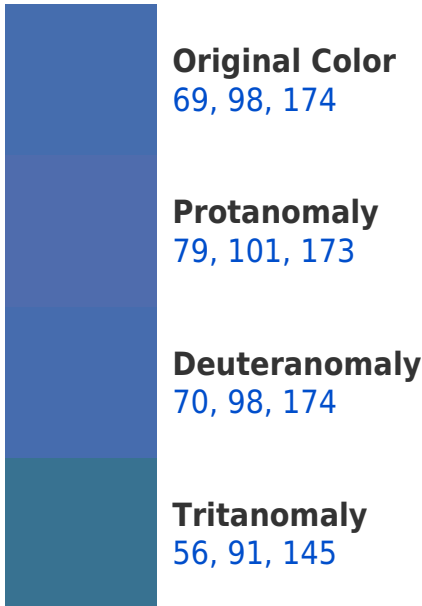 Original Color
69, 98, 174
Protanomaly
79, 101, 173
Deuteranomaly
70, 98, 174
Tritanomaly
56, 91, 145